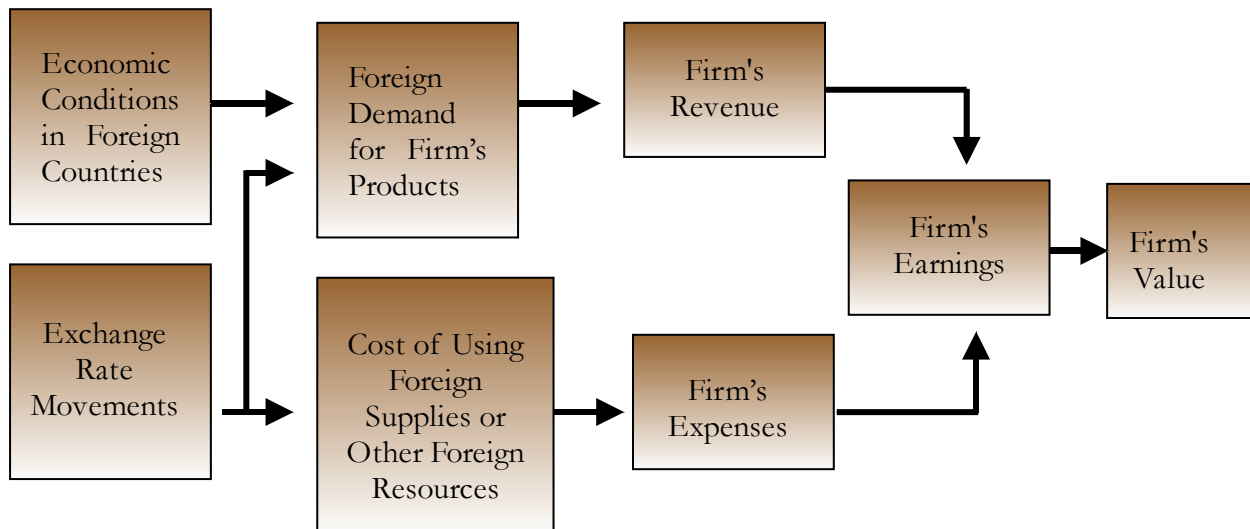 Economic
Conditions
in Foreign
Countries
Foreign
Demand
for Firm’s
Products
Firm's
Revenue
Firm's
Earnings
Firm's
Value
Exchange
Rate
Movements
Cost of Using
Foreign
Supplies or
Other Foreign
Resources
Firm’s
Expenses